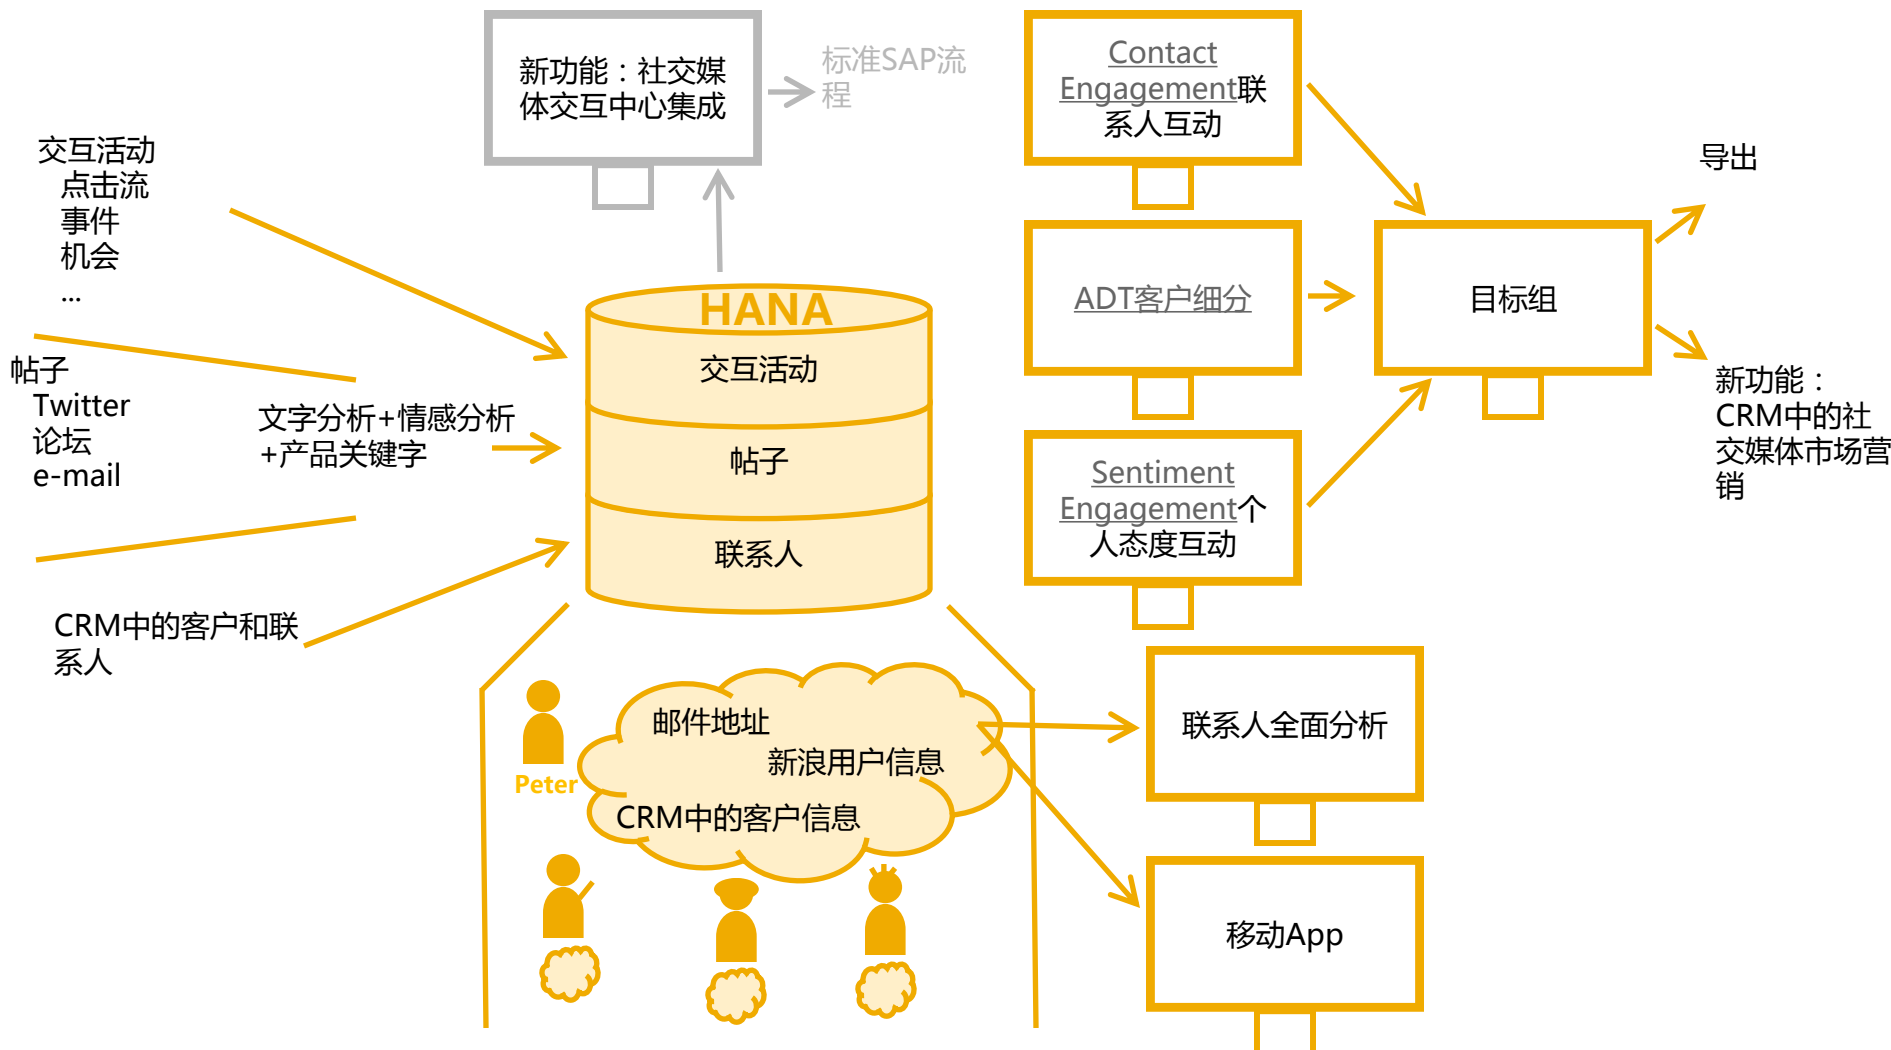 新功能：社交媒
体交互中心集成
标准SAP流
程
Contact
Engagement联
系人互动
交互活动
点击流
事件
机会
...
导出
HANA
交互活动
帖子
联系人
ADT客户细分
目标组
帖子
Twitter
论坛
e-mail
文字分析+情感分析
+产品关键字
新功能：
CRM中的社
交媒体市场营
销
Sentiment
Engagement个
人态度互动
CRM中的客户和联
系人
邮件地址
新浪用户信息
CRM中的客户信息
Peter
联系人全面分析
移动App